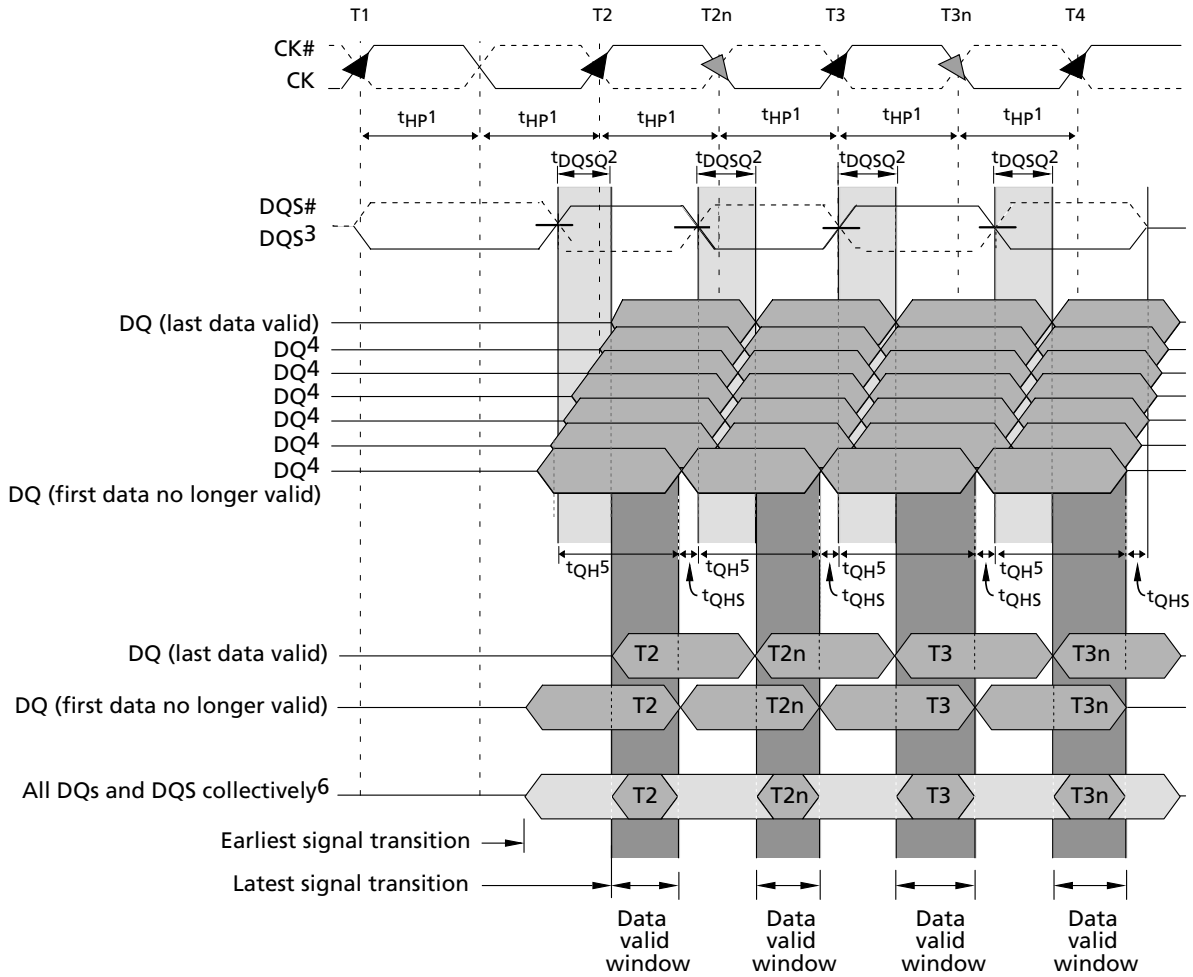 T1 T2 T2n T3 T3n T4
CK#
CK
tHP1 tHP1 tHP1 tHP1 tHP1 tHP1
tDQSQ2 tDQSQ2 tDQSQ2 tDQSQ2
DQS#
DQS3
DQ (last data valid)
DQ4
DQ4
DQ4
DQ4
DQ4
DQ4
DQ (first data no longer valid)
tQH5 tQH5 tQH5 tQH5
tQHS tQHS tQHS tQHS
DQ (last data valid) T2 T2n T3 T3n
DQ (first data no longer valid) T2 T2n T3 T3n
All DQs and DQS collectively6 T2 T2n T3 T3n
Earliest signal transition
Latest signal transition
Data Data Data Data
valid valid valid valid
window window window window